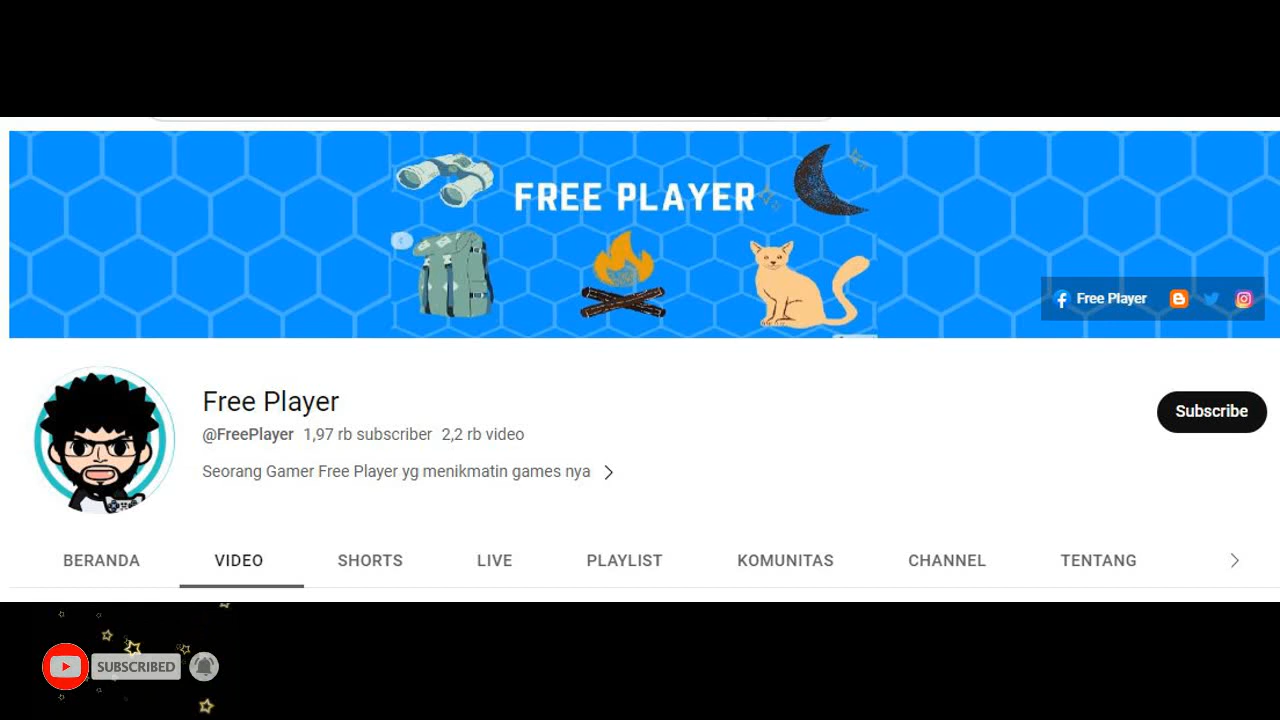 FREE PLAYER
Free Player
Free Player
Subscribe
@FreePlayer 1,97 rb subscriber 2,2 rb video
Seorang Gamer Free Player yg menikmatin games nya
BERANDA VIDEO SHORTS LIVE PLAYLIST KOMUNITAS CHANNEL TENTANG
SUBSCRIBED